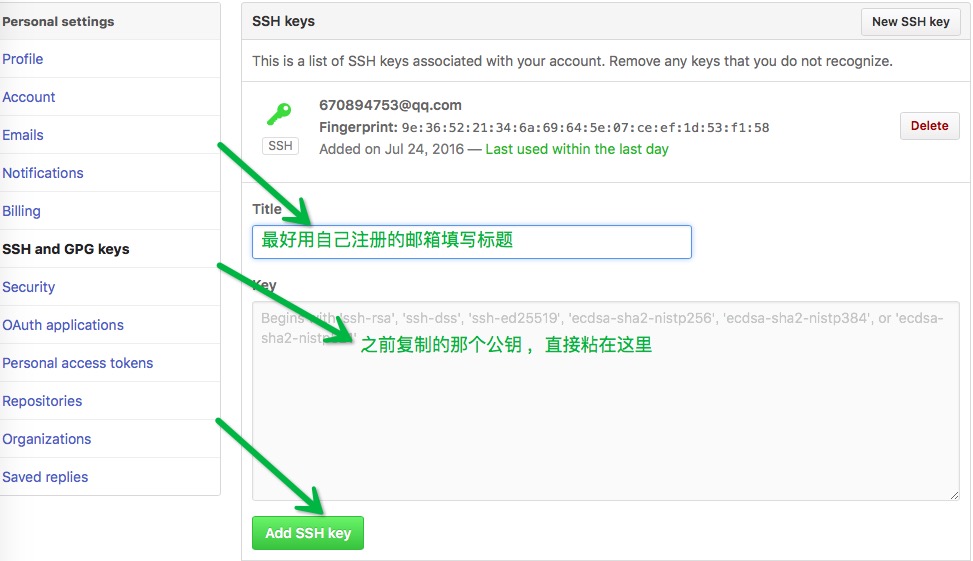 Personal settings
Profile
Account
Emails
Notifications
Billing
SSH and GPG keys
Security
OAuth applications
Personal access tokens
Repositories
Organizations
Saved replies
SSH keys
New SSH key
This is a list of SSH keys associated with your account. Remove any keys that you do not recognize.
SSH
670894753@qq.com
Fingerprint: 9e:36:52:21:34:6a:69:64:5e:07:ce:ef:1d:53:f1:58
Added on Jul 24, 2016 — Last used within the last day
Delete
Title
最好用自己注册的邮箱填写标题
Key
Begins with 'ssh-rsa', 'ssh-dss', 'ssh-ed25519', 'ecdsa-sha2-nistp256', 'ecdsa-sha2-nistp384', or 'ecdsa-
sha2-nistp
之前复制的那个公钥，直接粘在这里
Add SSH key